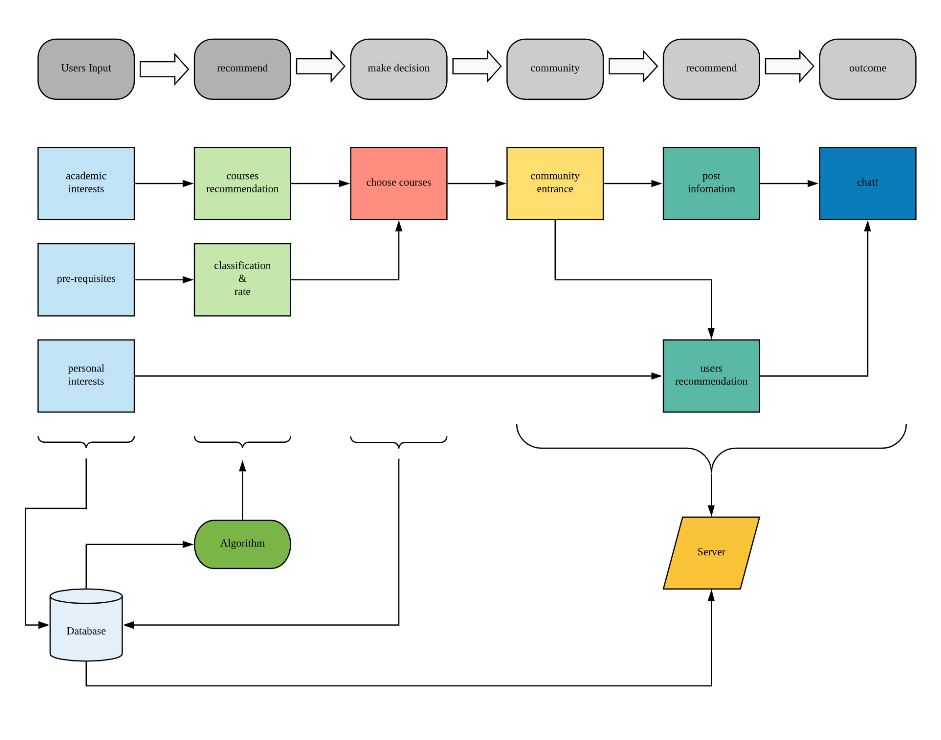 Users Input
recommend
make decision
community
recommend
outcome
academic
interests
courses
recommendation
choose courses
community
entrance
post
infomation
chat!
pre-requisites
classification
&
rate
personal
interests
users
recommendation
Algorithm
Server
Database